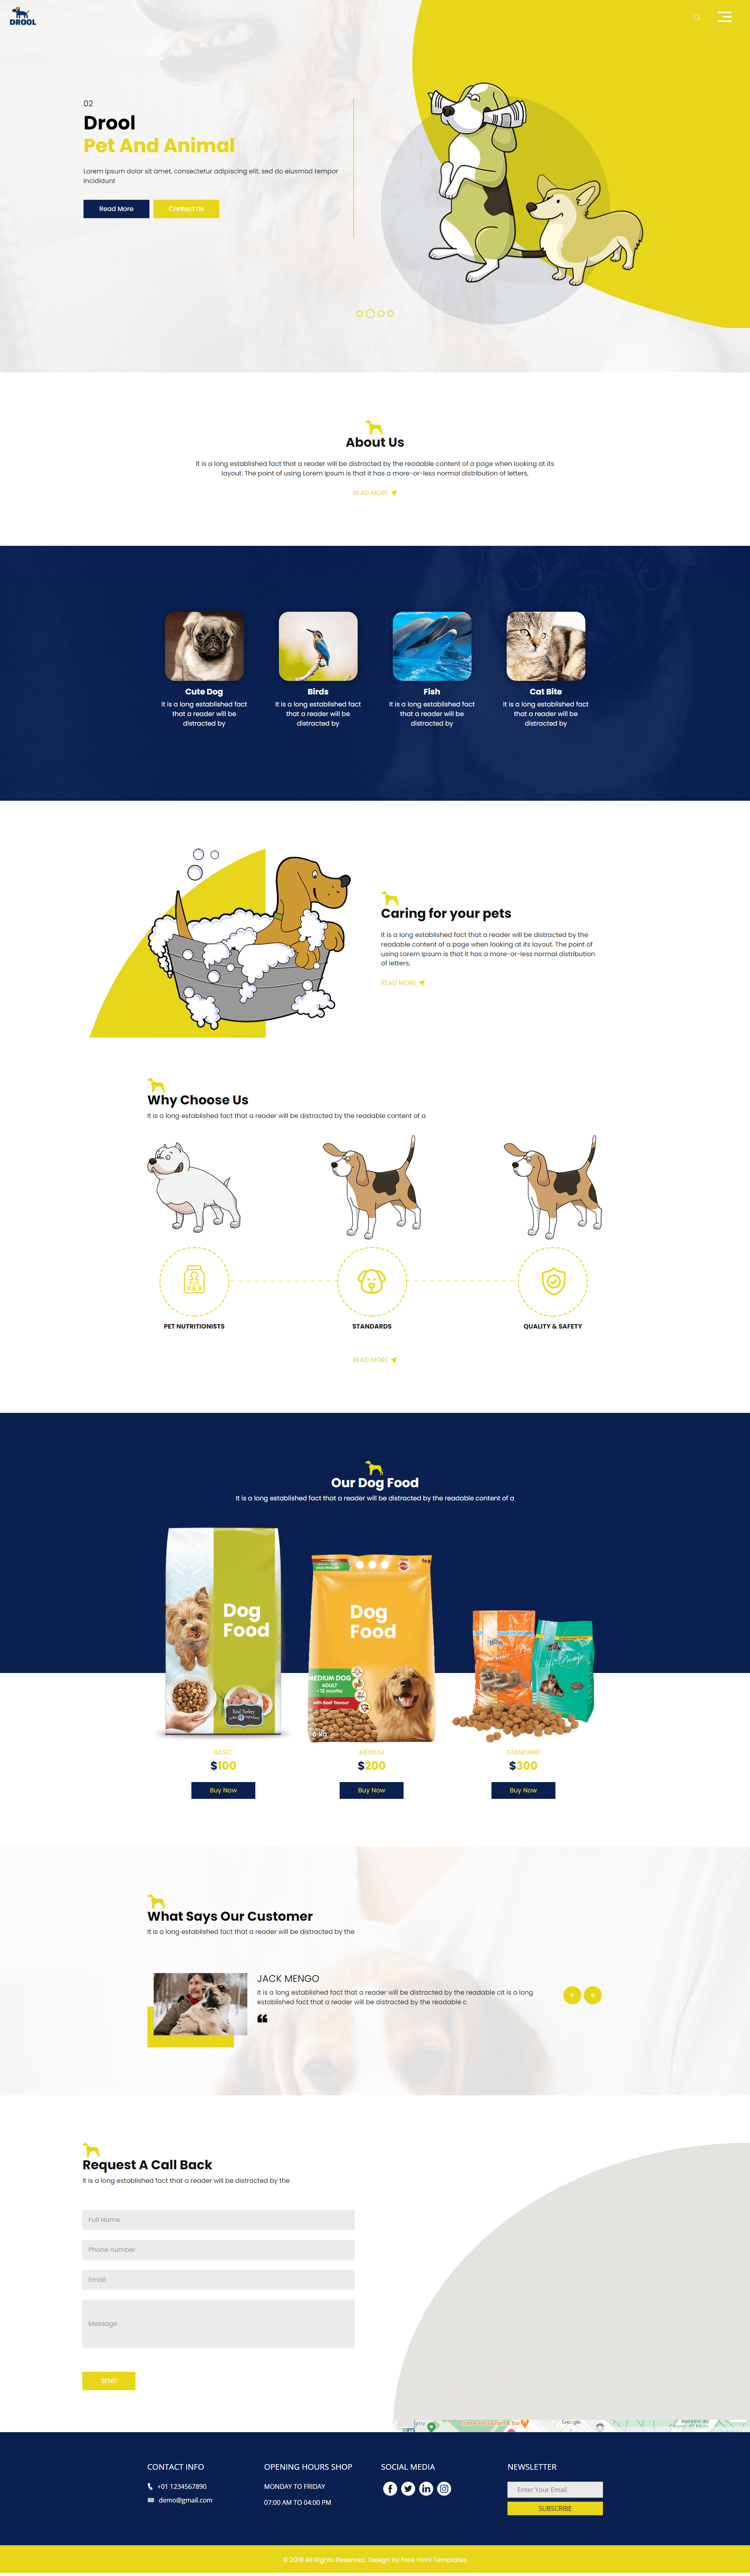 DROOL
02
Drool
Pet And Animal
Lorem ipsum dolor sit amet, consectetur adipiscing elit, sed do eiusmod tempor
incididunt
Read More
Contact Us
About Us
It is a long established fact that a reader will be distracted by the readable content of a page when looking at its
layout. The point of using Lorem Ipsum is that it has a more-or-less normal distribution of letters,
READ MORE
Cute Dog
It is a long established fact
that a reader will be
distracted by
Birds
It is a long established fact
that a reader will be
distracted by
Fish
It is a long established fact
that a reader will be
distracted by
Cat Bite
It is a long established fact
that a reader will be
distracted by
Caring for your pets
It is a long established fact that a reader will be distracted by the
readable content of a page when looking at its layout. The point of
using Lorem Ipsum is that it has a more-or-less normal distribution
of letters,
READ MORE
Why Choose Us
It is a long established fact that a reader will be distracted by the readable content of a
PET NUTRITIONISTS
STANDARDS
QUALITY & SAFETY
READ MORE
Our Dog Food
It is a long established fact that a reader will be distracted by the readable content of a
Dog
Food
Real Turkey
Dog
Food
MEDIUM DOG
ADULT
+12 months
with Beef Flavour
BASIC
$100
Buy Now
MEDIUM
$200
Buy Now
STANDARD
$300
Buy Now
What Says Our Customer
It is a long established fact that a reader will be distracted by the
JACK MENGO
It is a long established fact that a reader will be distracted by the readable cIt is a long
established fact that a reader will be distracted by the readable c
Request A Call Back
It is a long established fact that a reader will be distracted by the
Full Name
Phone number
Email
Message
SEND
Google
CONTACT INFO
+01 1234567890
demo@gmail.com
OPENING HOURS SHOP
MONDAY TO FRIDAY
07:00 AM TO 04:00 PM
SOCIAL MEDIA
NEWSLETTER
Enter Your Email
SUBSCRIBE
© 2019 All Rights Reserved. Design by Free Html Templates